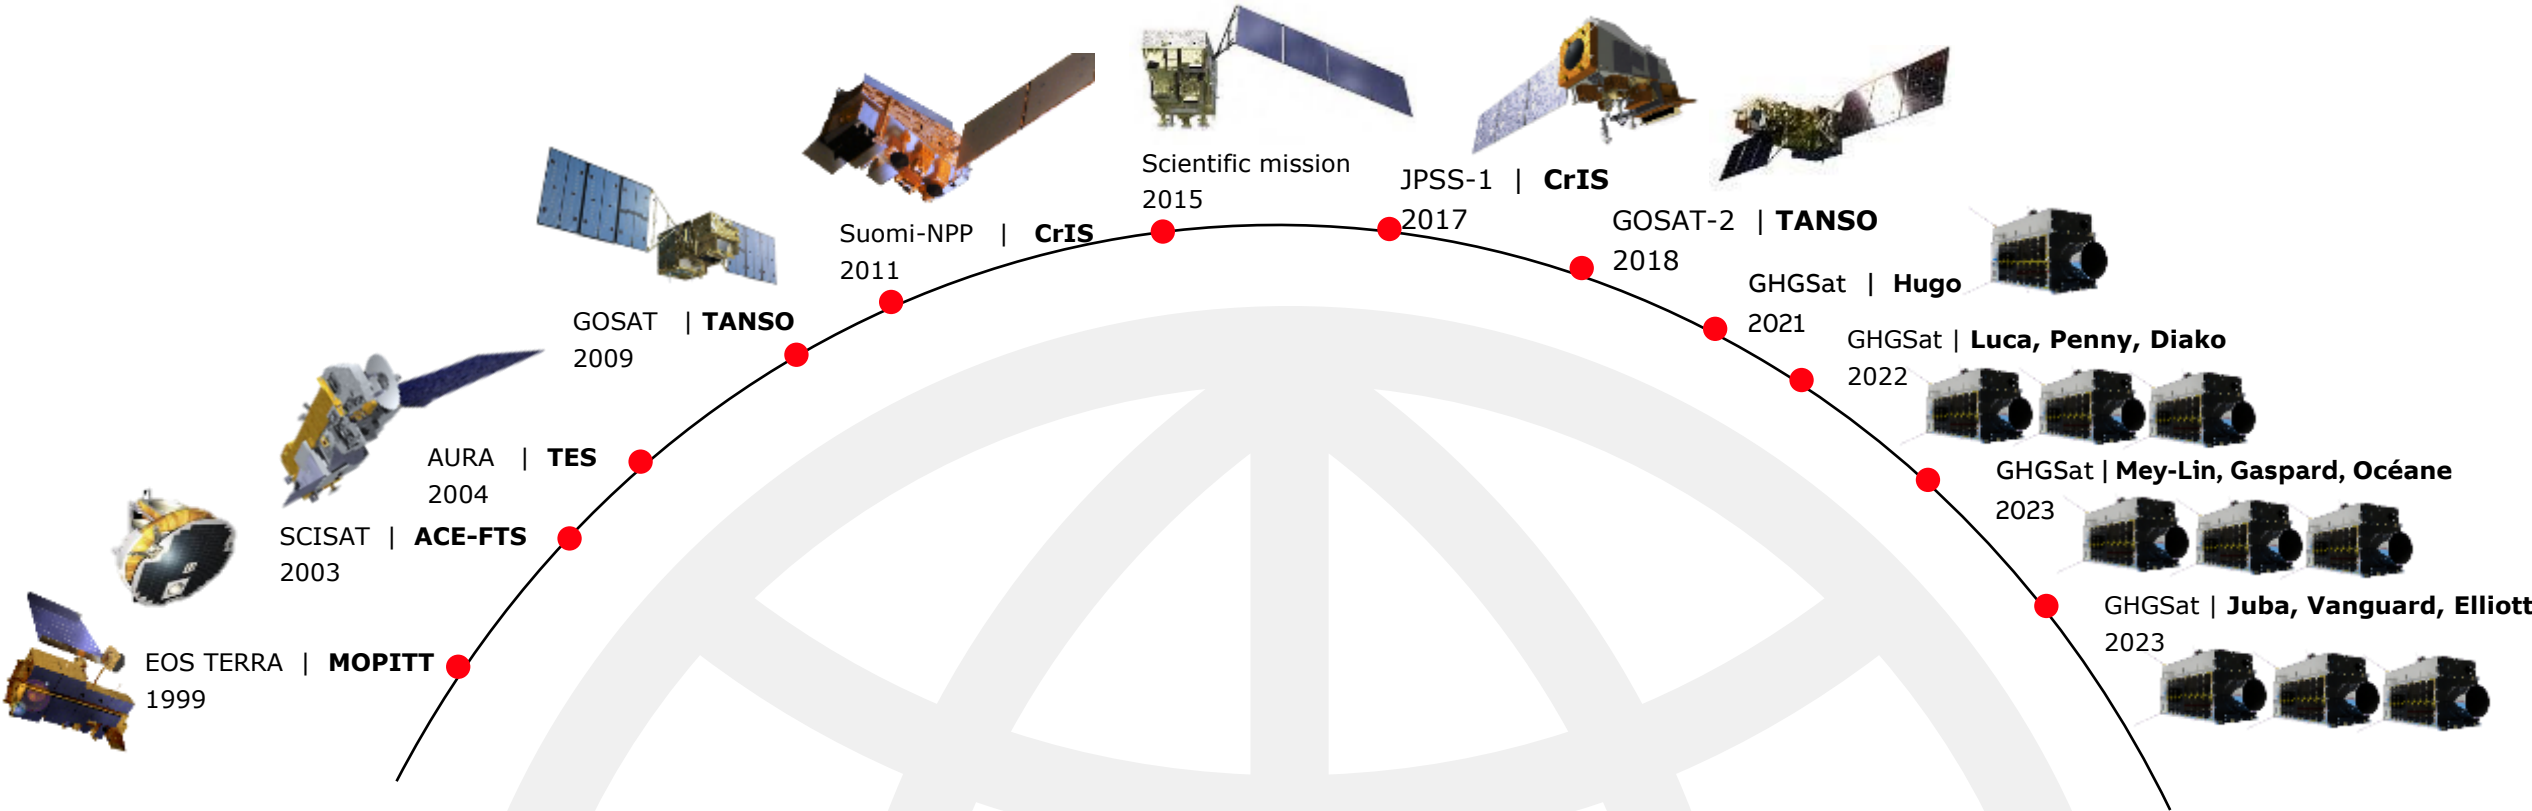 EOS TERRA | MOPITT
1999
SCISAT | ACE-FTS
2003
AURA | TES
2004
GOSAT | TANSO
2009
Suomi-NPP | CrIS
2011
Scientific mission
2015
JPSS-1 | CrIS
2017
GOSAT-2 | TANSO
2018
GHGSat | Hugo
2021
GHGSat | Luca, Penny, Diako
2022
GHGSat | Mey-Lin, Gaspard, Océane
2023
GHGSat | Juba, Vanguard, Elliott
2023